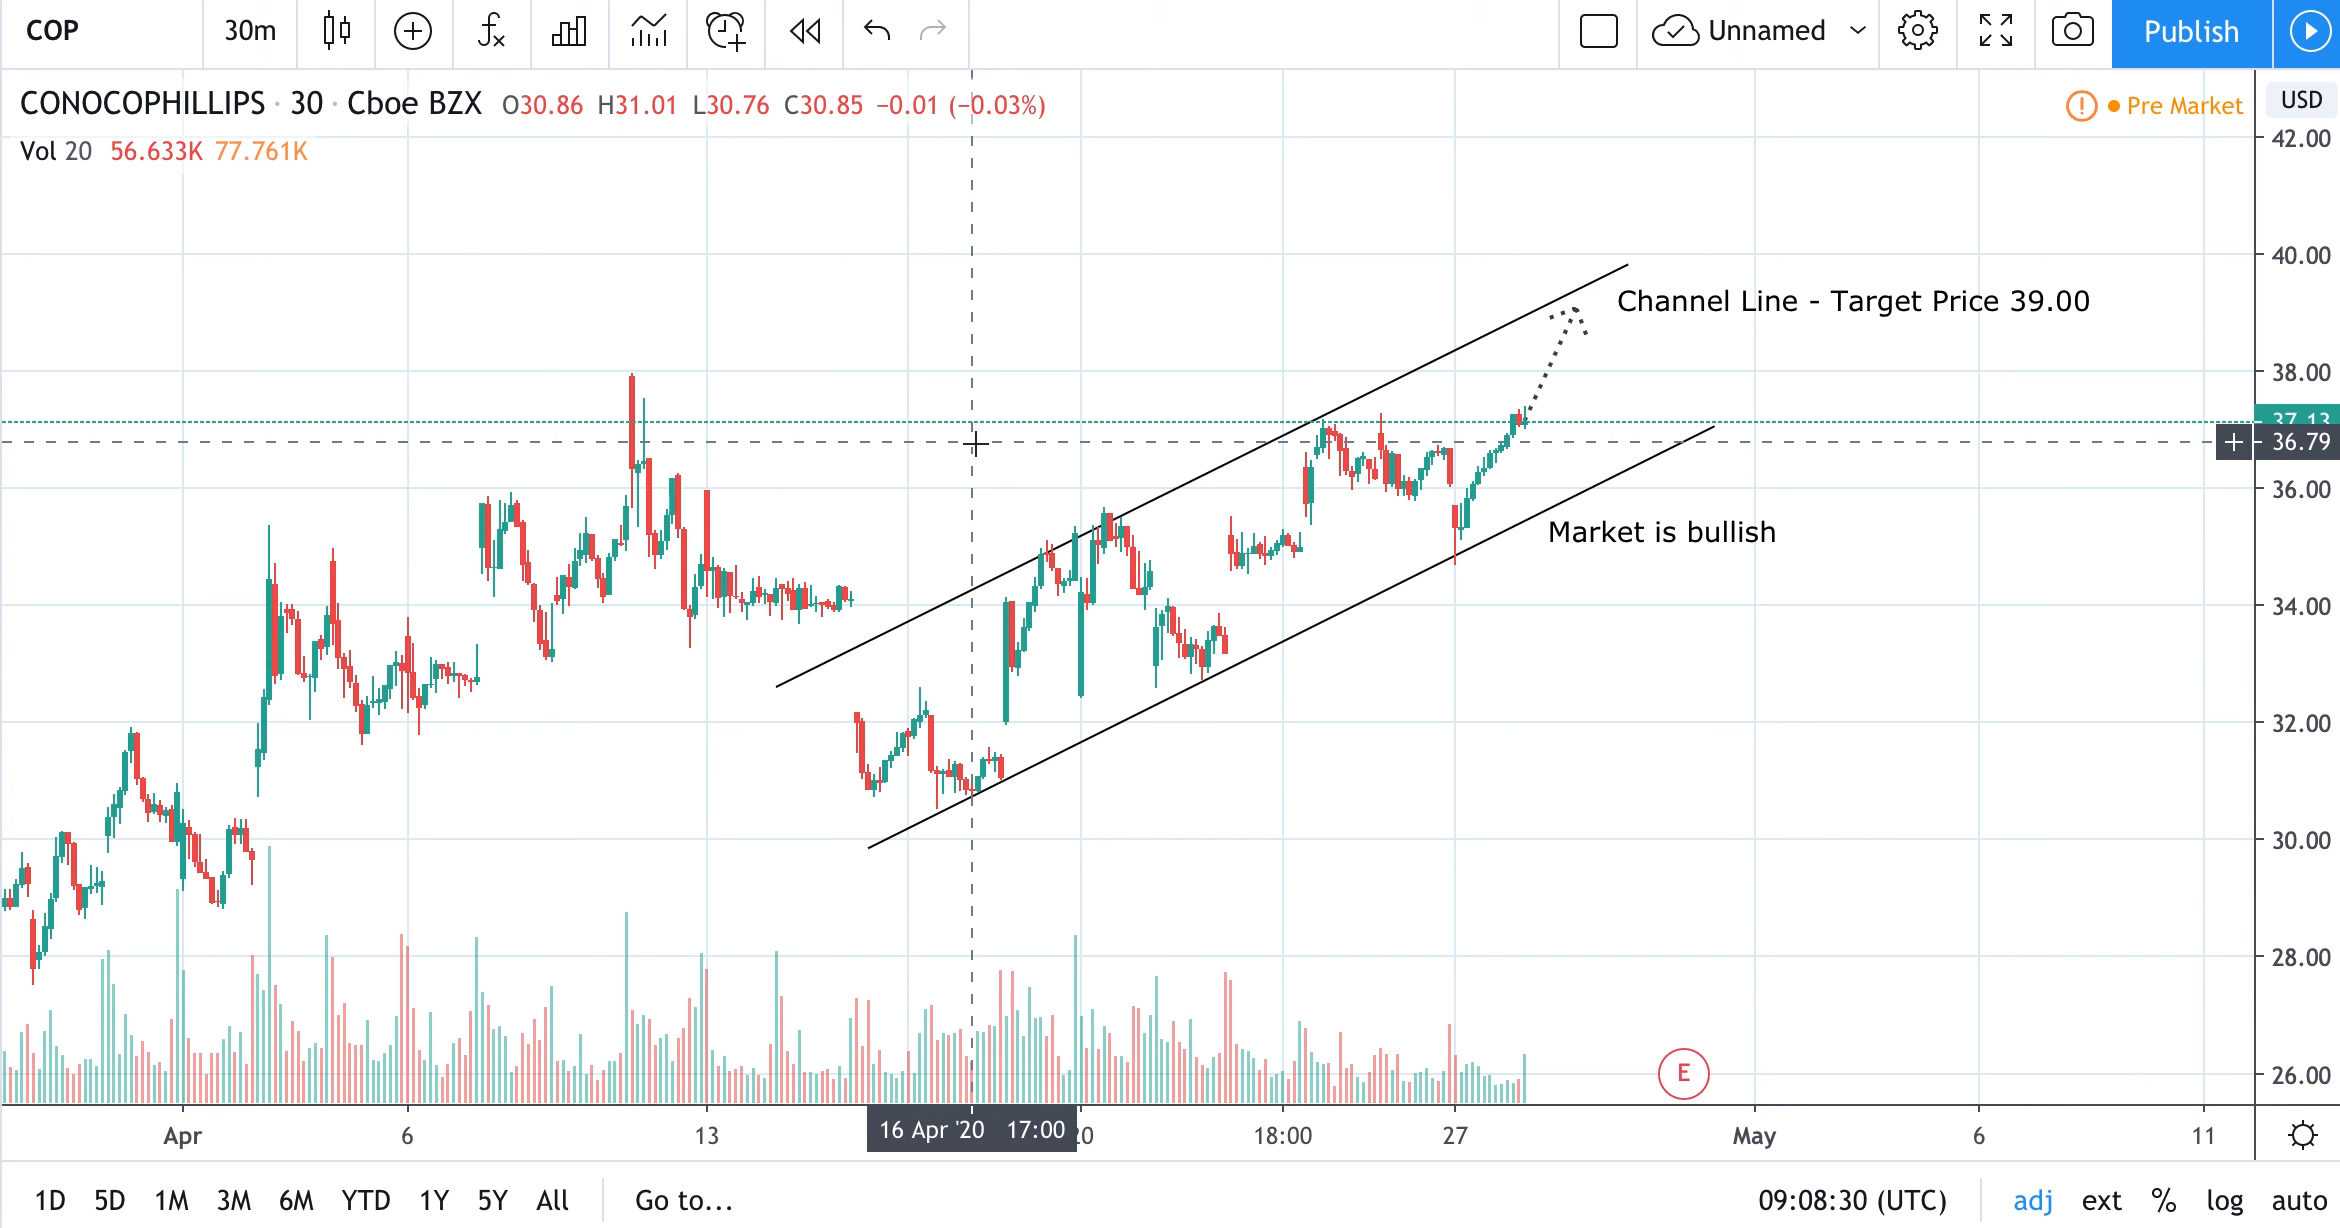 COP 30m Unnamed Publish
CONOCOPHILLIPS · 30 · Cboe BZX O30.86 H31.01 L30.76 C30.85 −0.01 (−0.03%) Pre Market USD
Vol 20 56.633K 77.761K
42.00
40.00
Channel Line - Target Price 39.00
38.00
37.13
36.79
36.00
Market is bullish
34.00
32.00
30.00
28.00
E
26.00
Apr 6 13 16 Apr '20 17:00 20 18:00 27 May 6 11
1D 5D 1M 3M 6M YTD 1Y 5Y All Go to... 09:08:30 (UTC) adj ext % log auto